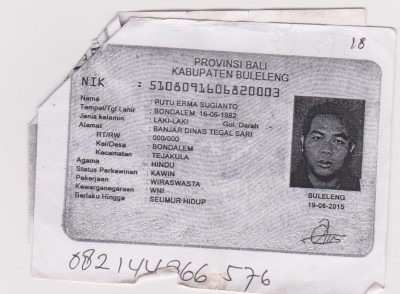 18
PROVINSI BALI
KABUPATEN BULELENG
NIK : 5108091606820003
Nama : PUTU ERMA SUGIANTO
Tempat/Tgl Lahir : BONDALEM, 16-06-1982
Jenis kelamin : LAKI-LAKI Gol. Darah :
Alamat : BANJAR DINAS TEGAL SARI
RT/RW : 000/000
Kel/Desa : BONDALEM
Kecamatan : TEJAKULA
Agama : HINDU
Status Perkawinan : KAWIN
Pekerjaan : WIRASWASTA
Kewarganegaraan : WNI
Berlaku Hingga : SEUMUR HIDUP
BULELENG
19-06-2015
576